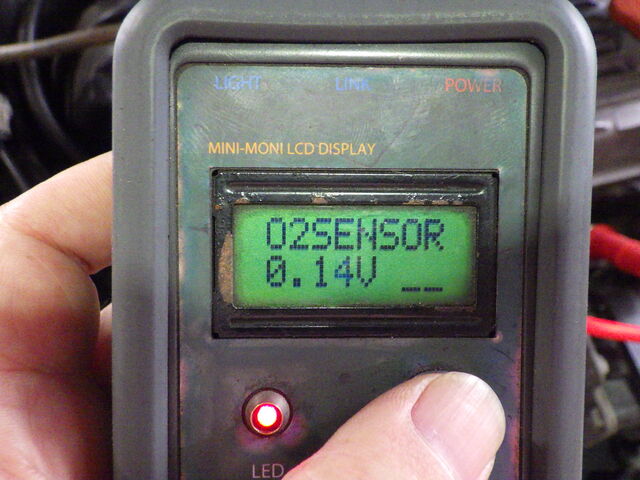 LIGHT LINK POWER
MINI-MONI LCD DISPLAY
O2SENSOR
0.14V __
LED